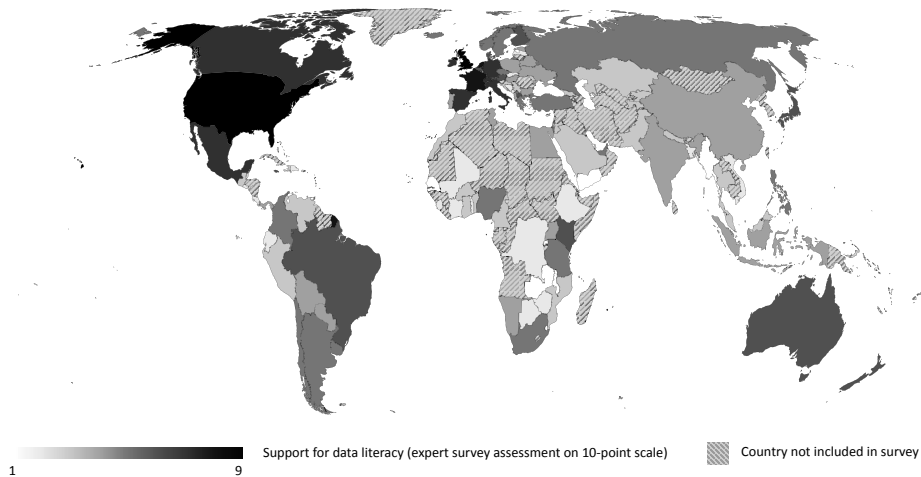 1
9
Support for data literacy (expert survey assessment on 10-point scale)
Country not included in survey